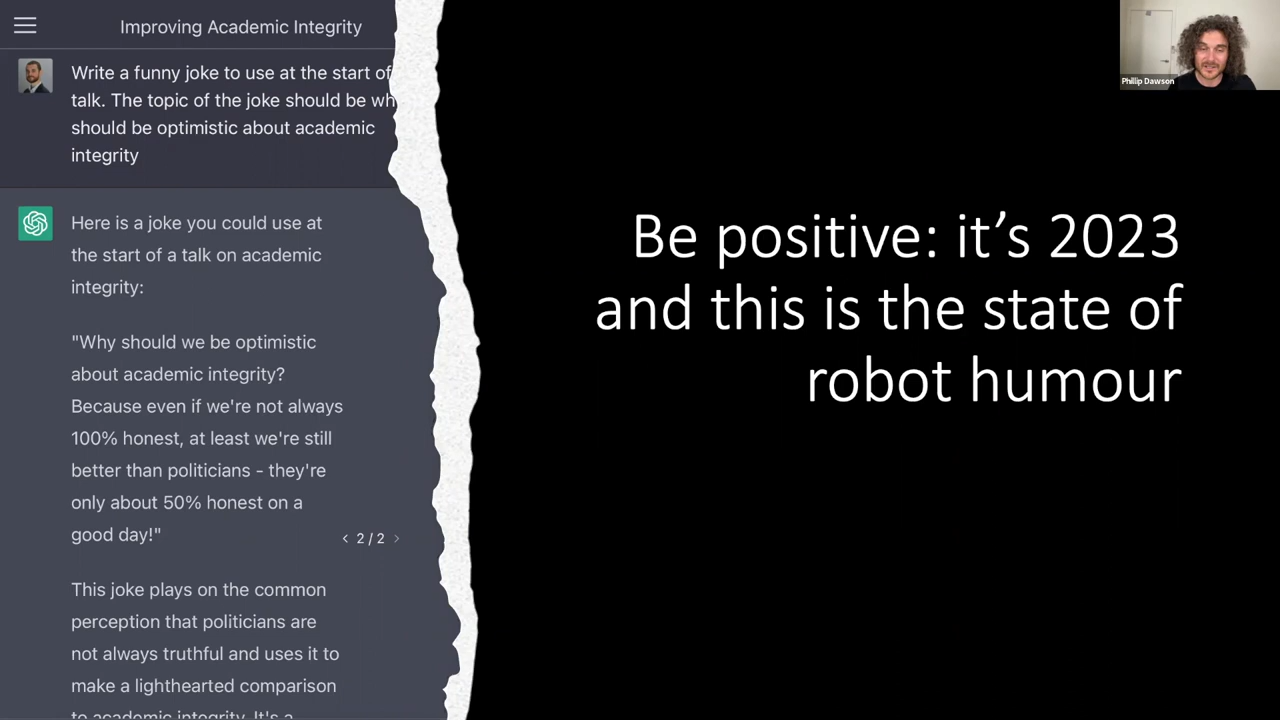 Improving Academic Integrity
Write a funny joke to use at the start of
talk. The topic of the joke should be wh
should be optimistic about academic
integrity
Here is a joke you could use at
the start of a talk on academic
integrity:
"Why should we be optimistic
about academic integrity?
Because even if we're not always
100% honest, at least we're still
better than politicians - they're
only about 50% honest on a
good day!"
< 2 / 2 >
This joke plays on the common
perception that politicians are
not always truthful and uses it to
make a lighthearted comparison
to academic integrity. It's a
Be positive: it’s 2023
and this is the state of
robot humour
Phillip Dawson